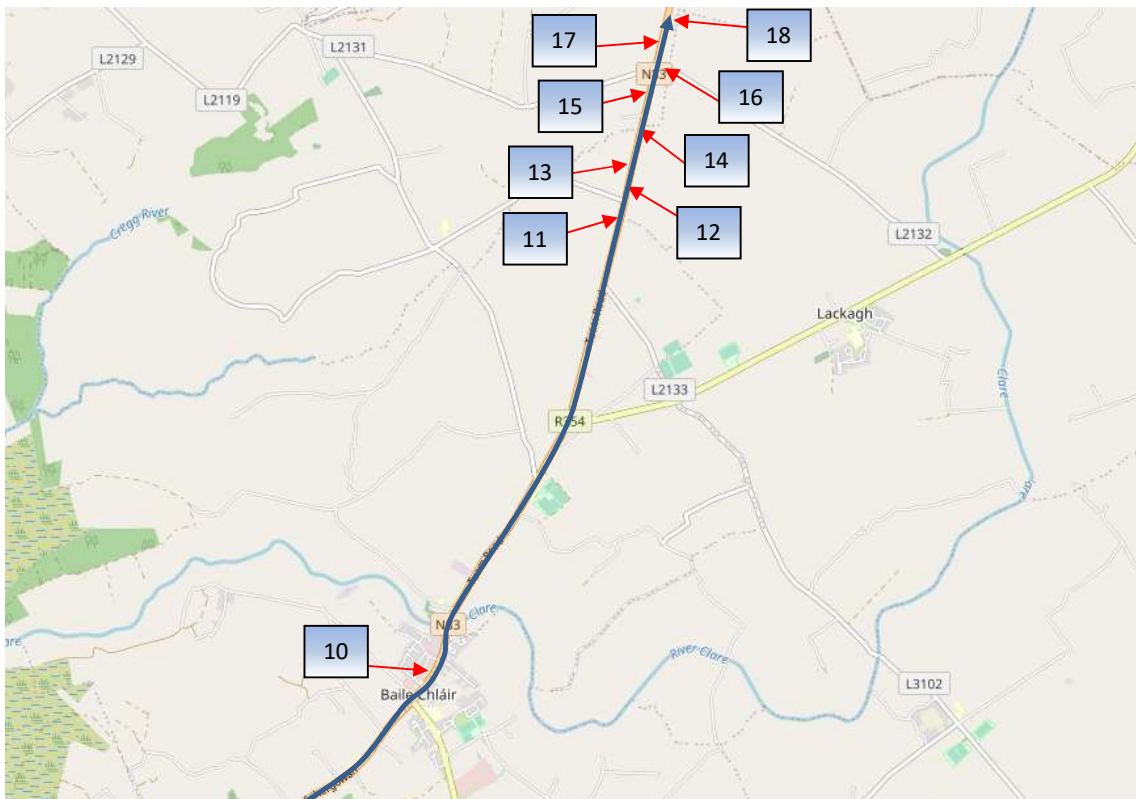 17
18
L2131
L2129
N83
L2119
15
16
14
13
Cregg River
11
12
L2132
Lackagh
Clare
L2133
R354
Clare
N83
10
River Clare
Baile Chláir
L3102